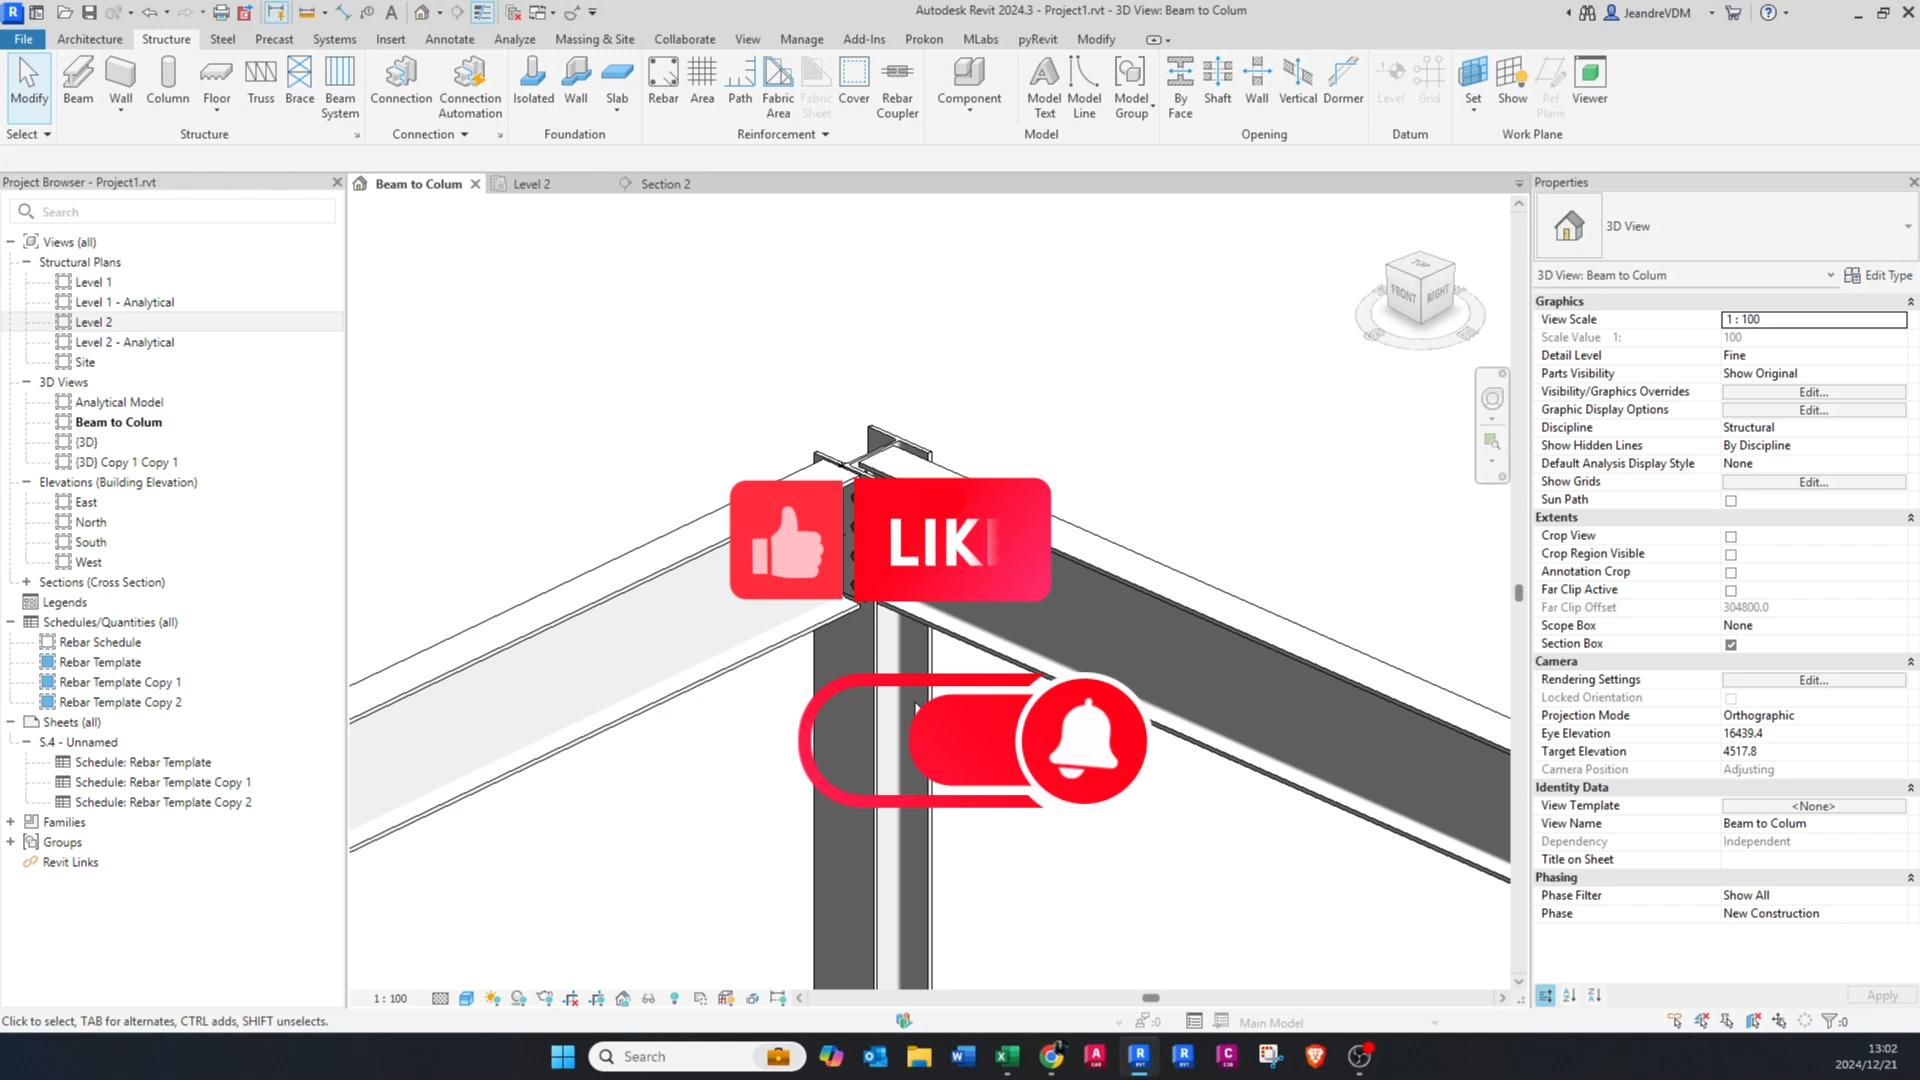 Autodesk Revit 2024.3 - Project1.rvt - 3D View: Beam to Colum
JeandreVDM
File Architecture Structure Steel Precast Systems Insert Annotate Analyze Massing & Site Collaborate View Manage Add-Ins Prokon MLabs pyRevit Modify
Modify Beam Wall Column Floor Truss Brace Beam System Connection Connection Automation Isolated Wall Slab Rebar Area Path Fabric Area Fabric Sheet Cover Rebar Coupler Component Model Text Model Line Model Group By Face Shaft Wall Vertical Dormer Level Grid Set Show Ref Plane Viewer
Select Structure Connection Foundation Reinforcement Model Opening Datum Work Plane
Project Browser - Project1.rvt
Search
Views (all)
Structural Plans
Level 1
Level 1 - Analytical
Level 2
Level 2 - Analytical
Site
3D Views
Analytical Model
Beam to Colum
{3D}
{3D} Copy 1 Copy 1
Elevations (Building Elevation)
East
North
South
West
Sections (Cross Section)
Legends
Schedules/Quantities (all)
Rebar Schedule
Rebar Template
Rebar Template Copy 1
Rebar Template Copy 2
Sheets (all)
S.4 - Unnamed
Schedule: Rebar Template
Schedule: Rebar Template Copy 1
Schedule: Rebar Template Copy 2
Families
Groups
Revit Links
Beam to Colum Level 2 Section 2
TOP
FRONT RIGHT
LIK
1 : 100
Properties
3D View
3D View: Beam to Colum Edit Type
Graphics
View Scale 1 : 100
Scale Value 1: 100
Detail Level Fine
Parts Visibility Show Original
Visibility/Graphics Overrides Edit...
Graphic Display Options Edit...
Discipline Structural
Show Hidden Lines By Discipline
Default Analysis Display Style None
Show Grids Edit...
Sun Path
Extents
Crop View
Crop Region Visible
Annotation Crop
Far Clip Active
Far Clip Offset 304800.0
Scope Box None
Section Box
Camera
Rendering Settings Edit...
Locked Orientation
Projection Mode Orthographic
Eye Elevation 16439.4
Target Elevation 4517.8
Camera Position Adjusting
Identity Data
View Template <None>
View Name Beam to Colum
Dependency Independent
Title on Sheet
Phasing
Phase Filter Show All
Phase New Construction
Apply
Click to select, TAB for alternates, CTRL adds, SHIFT unselects.
:0
Main Model
:0
Search
13:02
2024/12/21